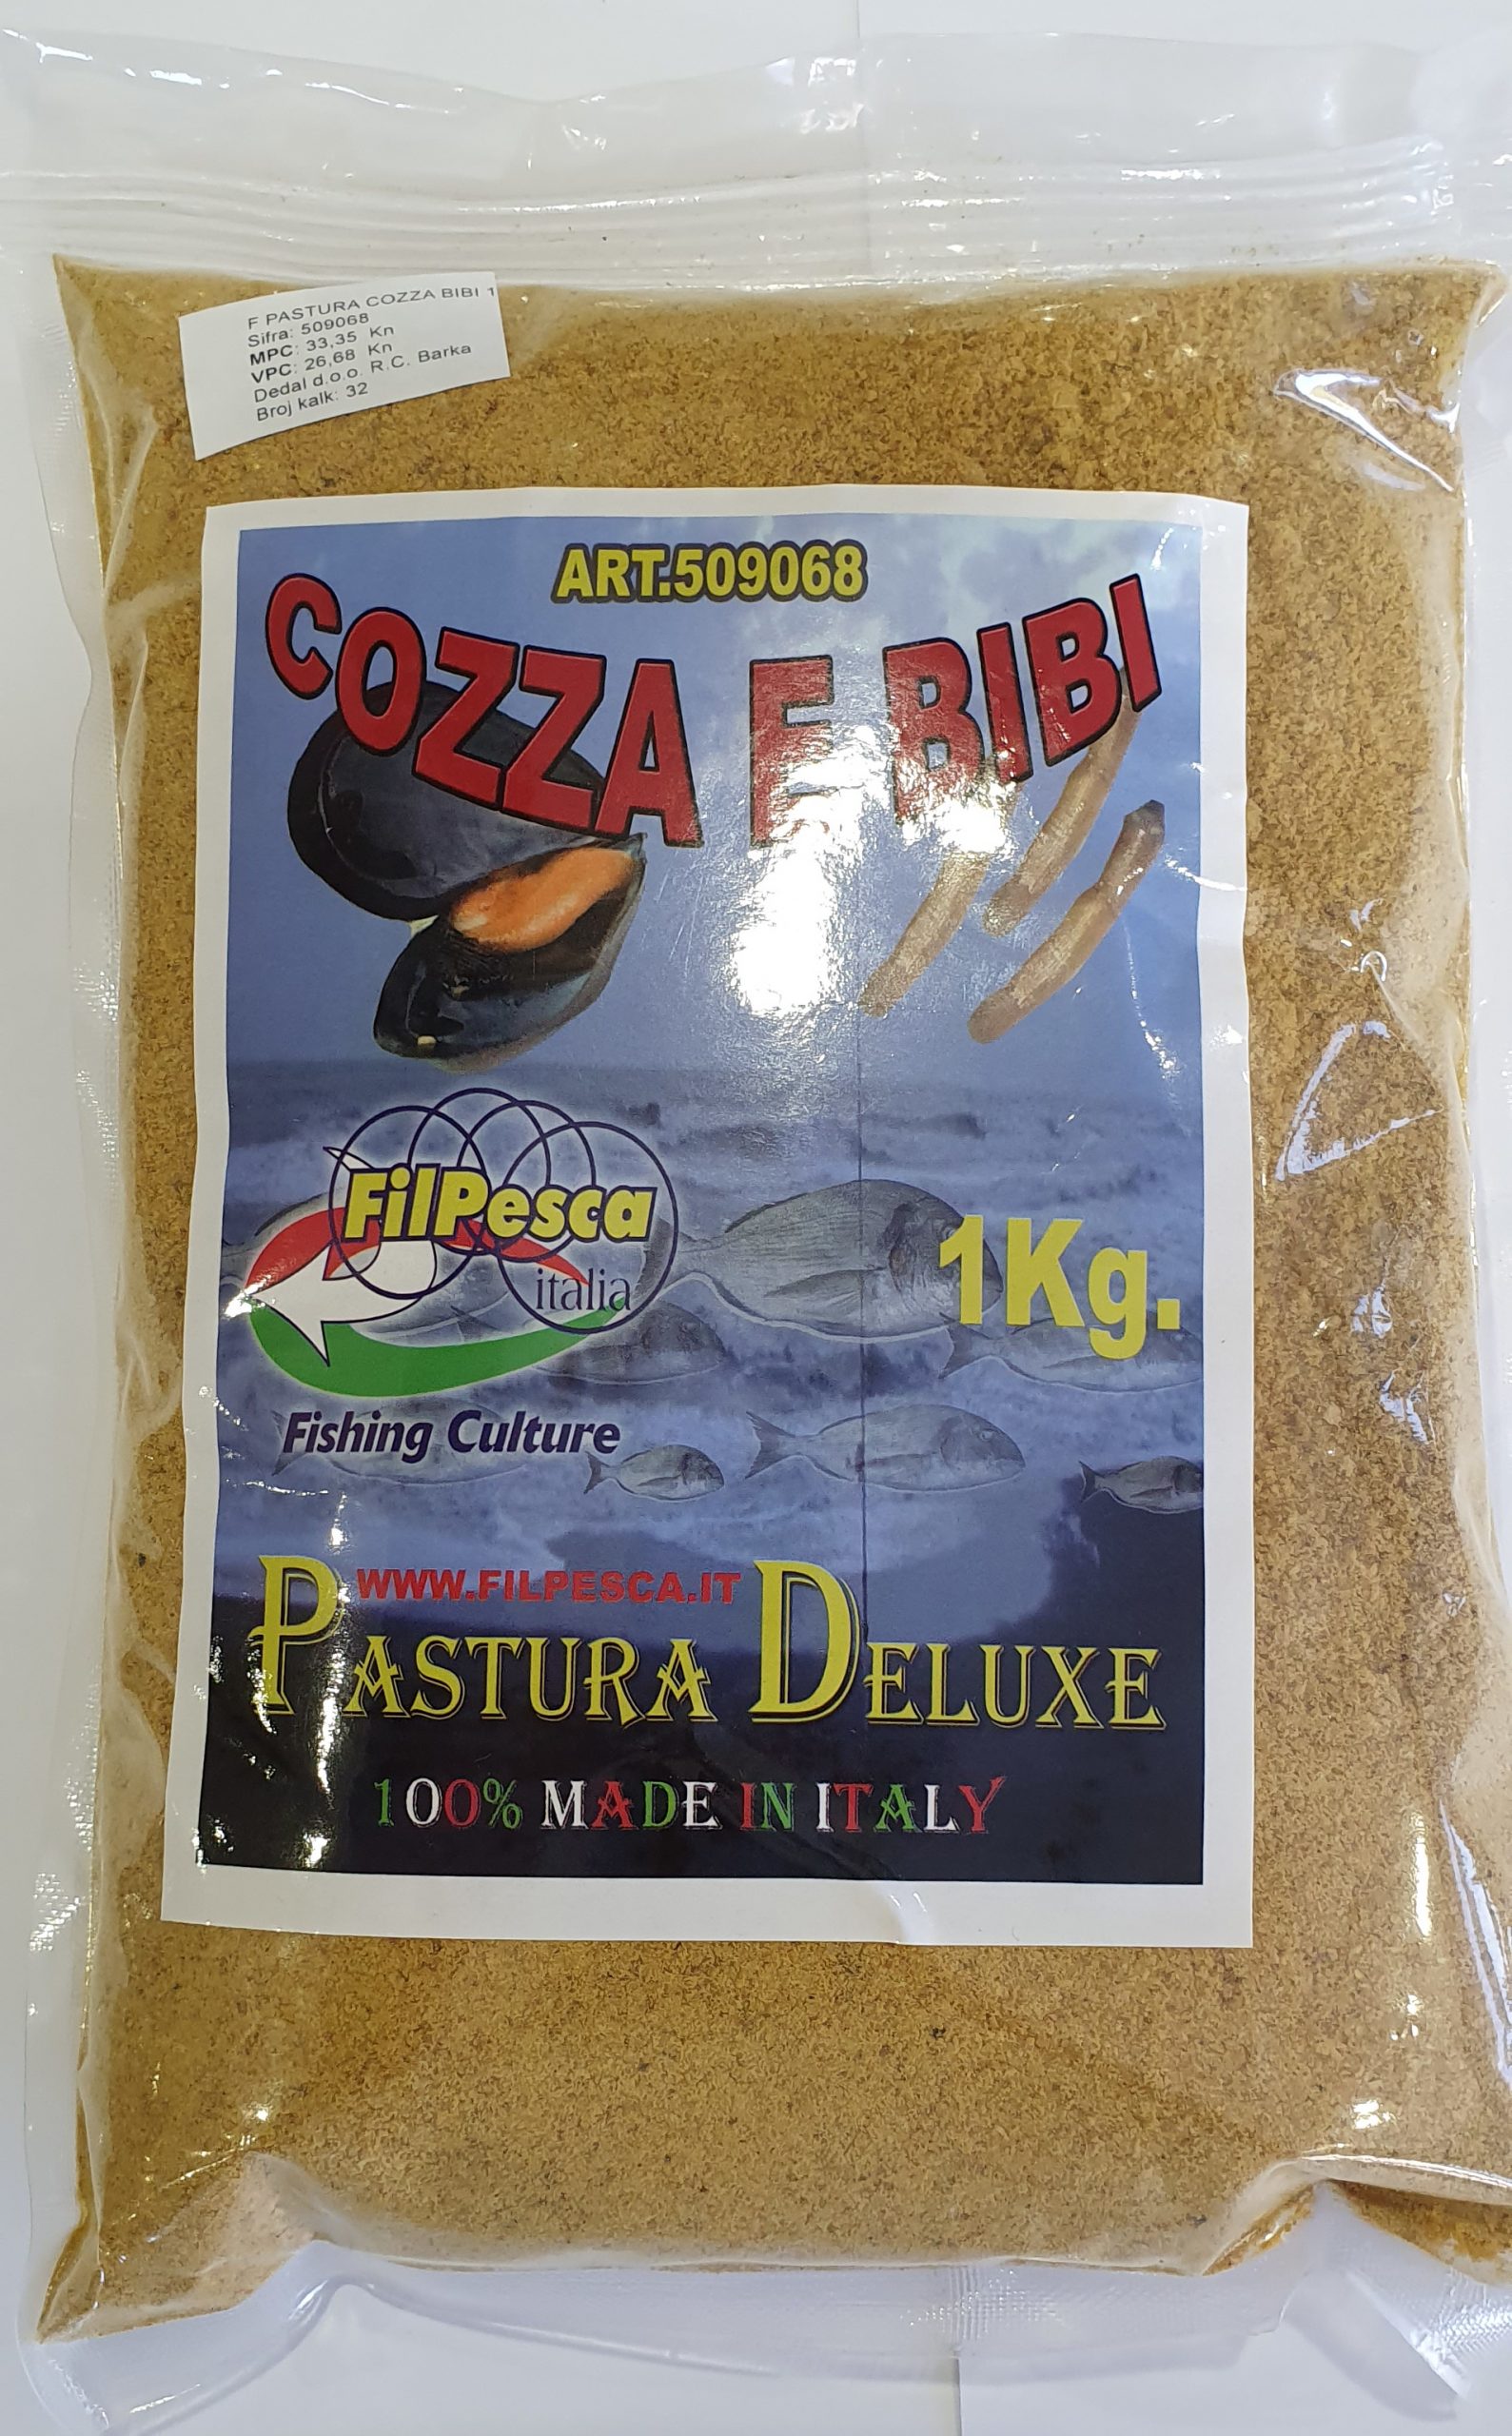 F PASTURA COZZA BIBI 1
Sifra: 509068
MPC: 33,35 Kn
VPC: 26,68 Kn
Dedal d.o.o. R.C. Barka
Broj kalk: 32
ART.509068
COZZA E BIBI
FilPesca
italia
1Kg.
Fishing Culture
WWW.FILPESCA.IT
PASTURA DELUXE
100% MADE IN ITALY